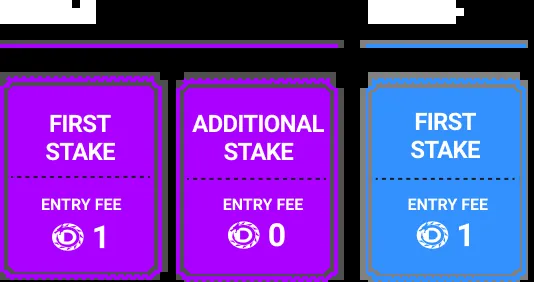 FIRST
STAKE
ENTRY FEE
1
ADDITIONAL
STAKE
ENTRY FEE
0
FIRST
STAKE
ENTRY FEE
1